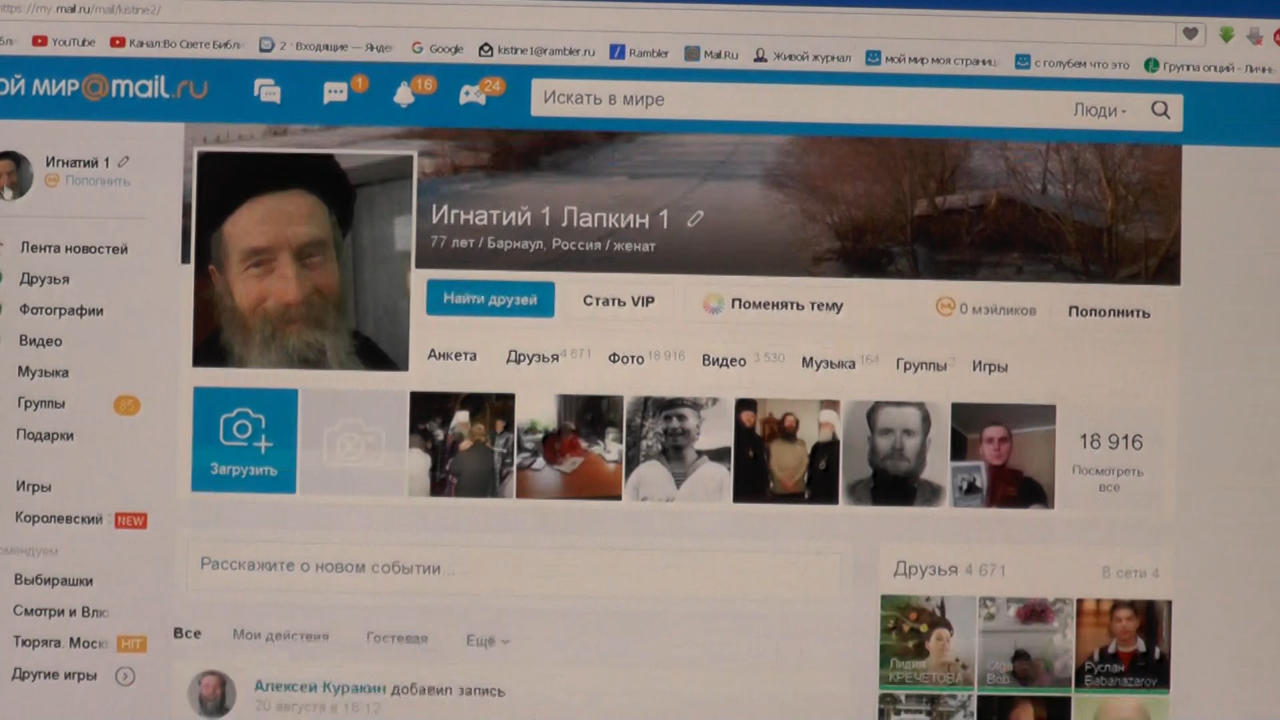 https://my.mail.ru/mail/kistine2/
YouTube
Канал:Во Свете Библ
2 · Входящие — Янде
Google
kistine1@rambler.ru
Rambler
Mail.Ru
Живой журнал
мой мир моя страниц
с голубем что это
Группа опций - Личн
ОЙ МИР@mail.ru
1
16
24
Искать в мире
Люди
Игнатий 1
Пополнить
Игнатий 1 Лапкин 1
77 лет / Барнаул, Россия / женат
Найти друзей
Стать VIP
Поменять тему
0 мэйликов
Пополнить
Анкета
Друзья 4 671
Фото 18 916
Видео 3 530
Музыка 164
Группы
Игры
Лента новостей
Друзья
Фотографии
Видео
Музыка
Группы 85
Подарки
Игры
Королевский NEW
Выбирашки
Смотри и Влю
Тюряга. Моск HIT
Другие игры
Загрузить
18 916
Посмотреть
все
Расскажите о новом событии...
Все
Мои действия
Гостевая
Ещё
Алексей Куракин добавил запись
20 августа в 16:12
Друзья 4 671
В сети 4
Лидия
КРЕЧЕТОВА
Olga
Bob
Руслан
Babanazarov